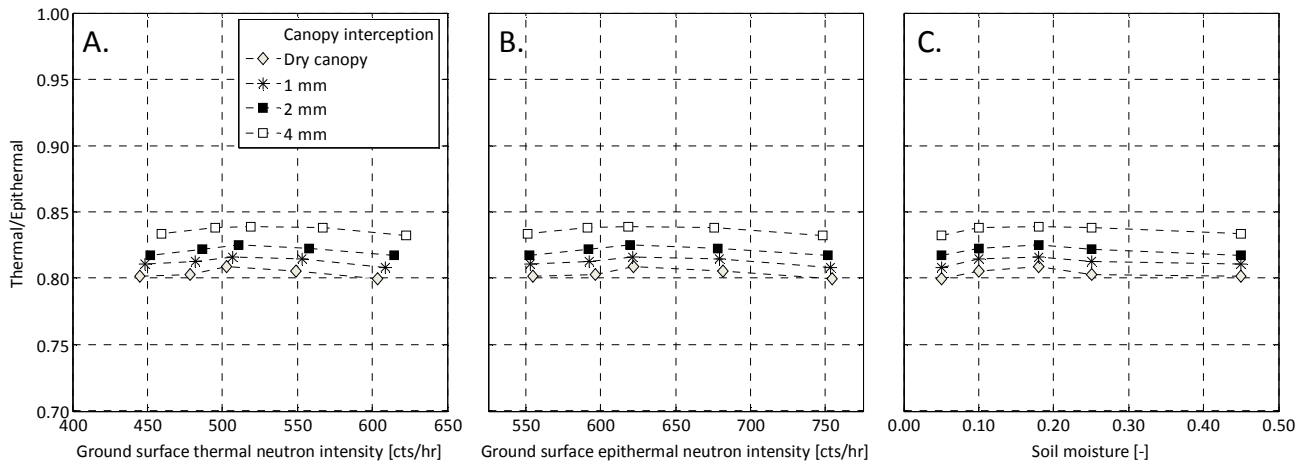 A.
B.
C.
Canopy interception
Dry canopy
1 mm
2 mm
4 mm
Thermal/Epithermal
1.00
0.95
0.90
0.85
0.80
0.75
0.70
400 450 500 550 600 650
550 600 650 700 750
0.00 0.10 0.20 0.30 0.40 0.50
Ground surface thermal neutron intensity [cts/hr]
Ground surface epithermal neutron intensity [cts/hr]
Soil moisture [-]